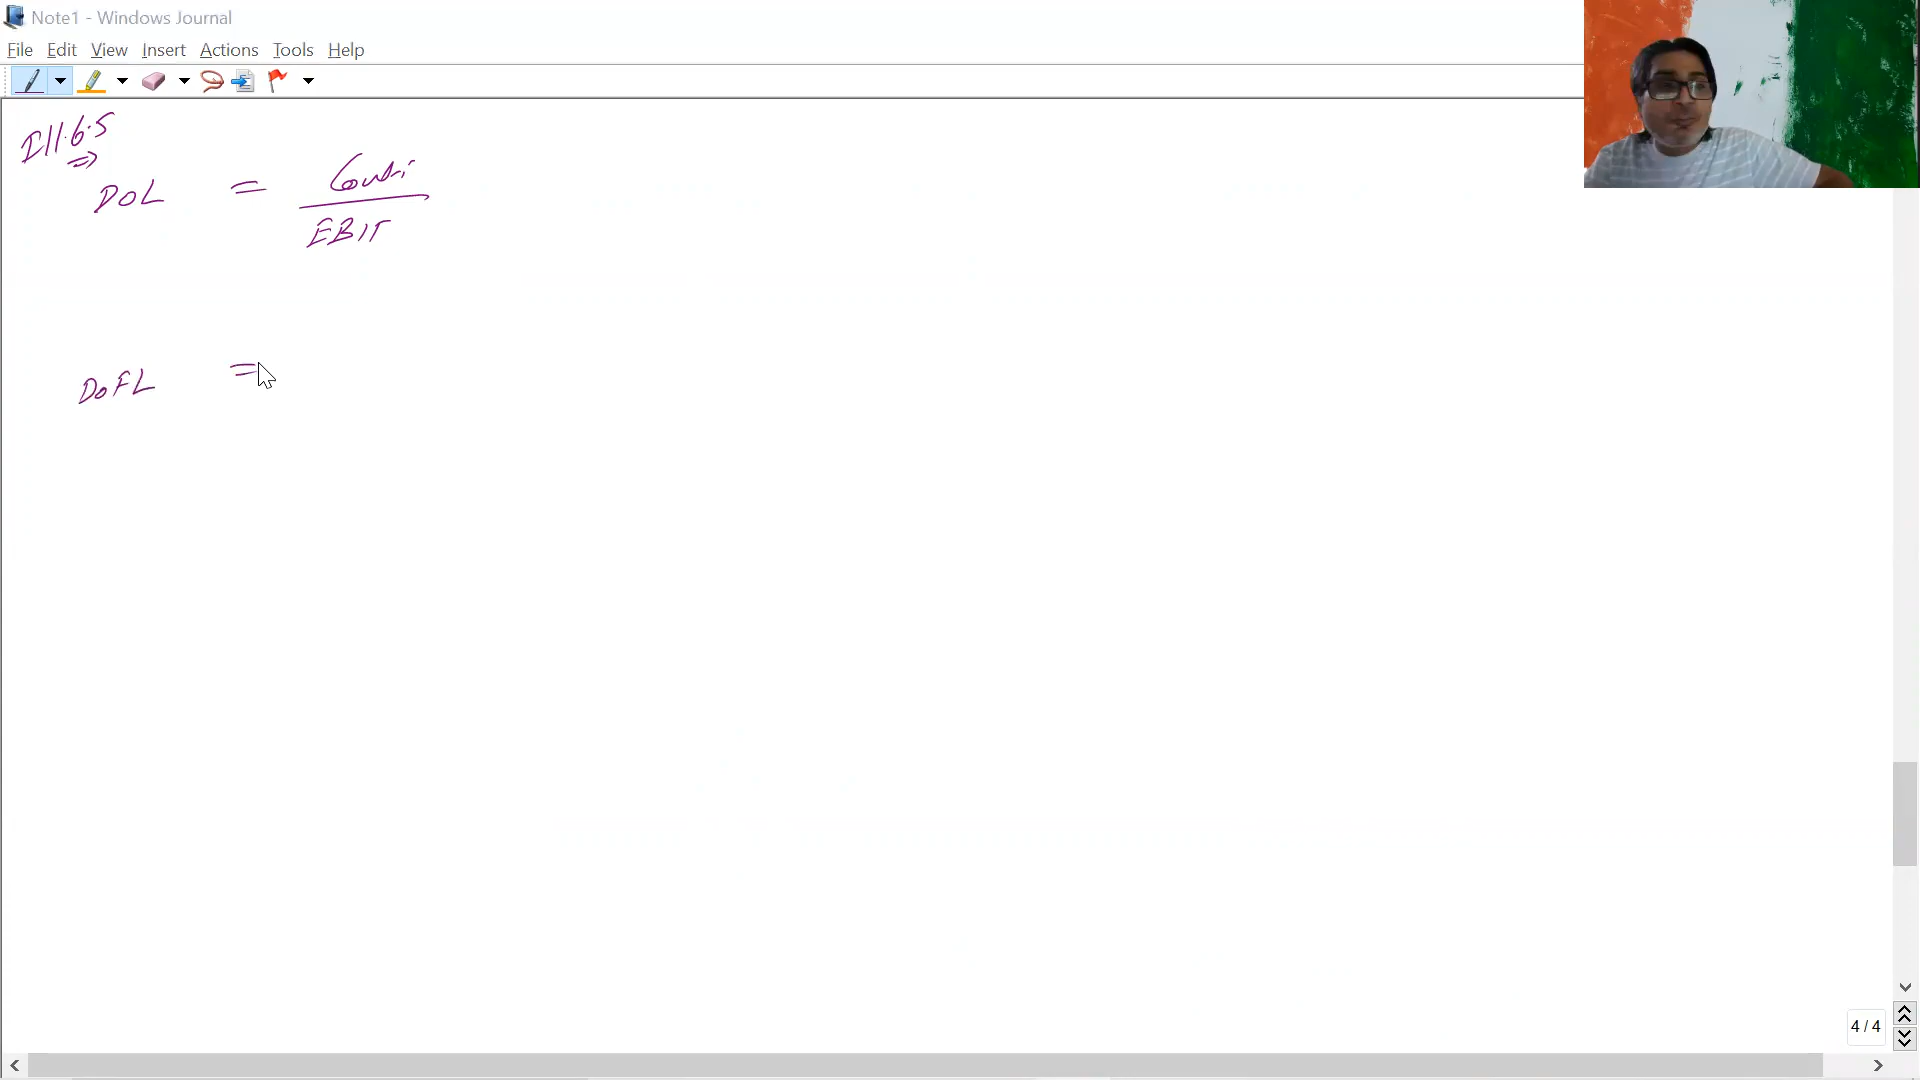 Note1 - Windows Journal
File Edit View Insert Actions Tools Help
Ill.6.5
⇒
DOL = Contri
EBIT
DOFL =
4 / 4